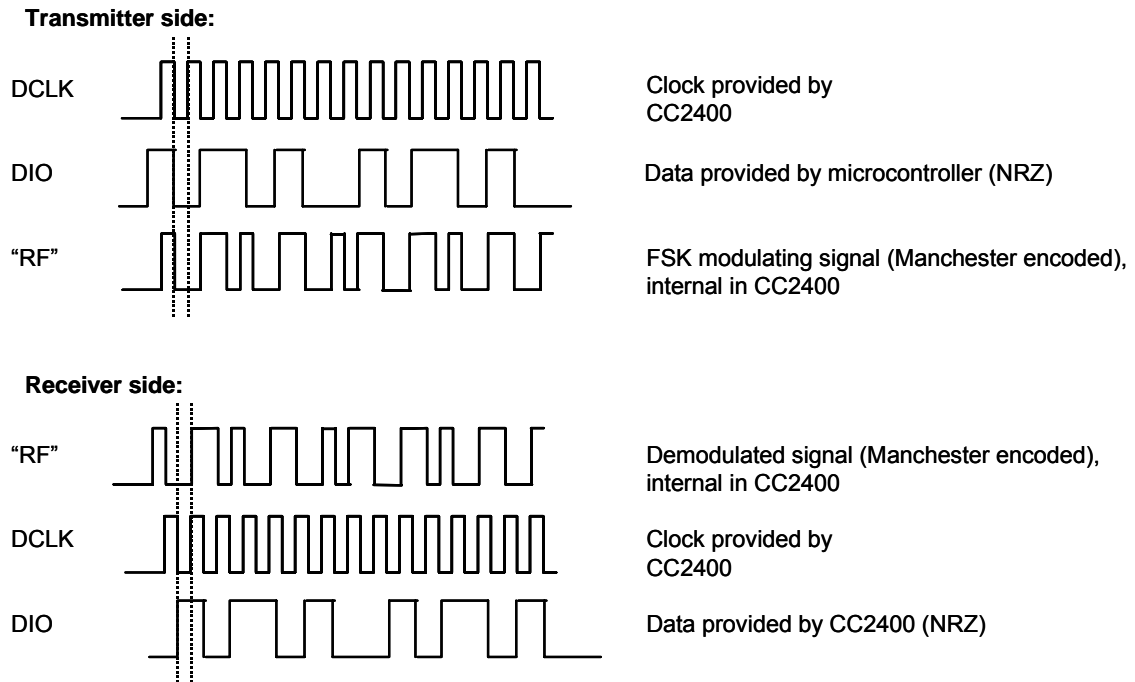 Transmitter side:
DCLK
Clock provided by
CC2400
DIO
Data provided by microcontroller (NRZ)
“RF”
FSK modulating signal (Manchester encoded),
internal in CC2400
Receiver side:
“RF”
Demodulated signal (Manchester encoded),
internal in CC2400
DCLK
Clock provided by
CC2400
DIO
Data provided by CC2400 (NRZ)